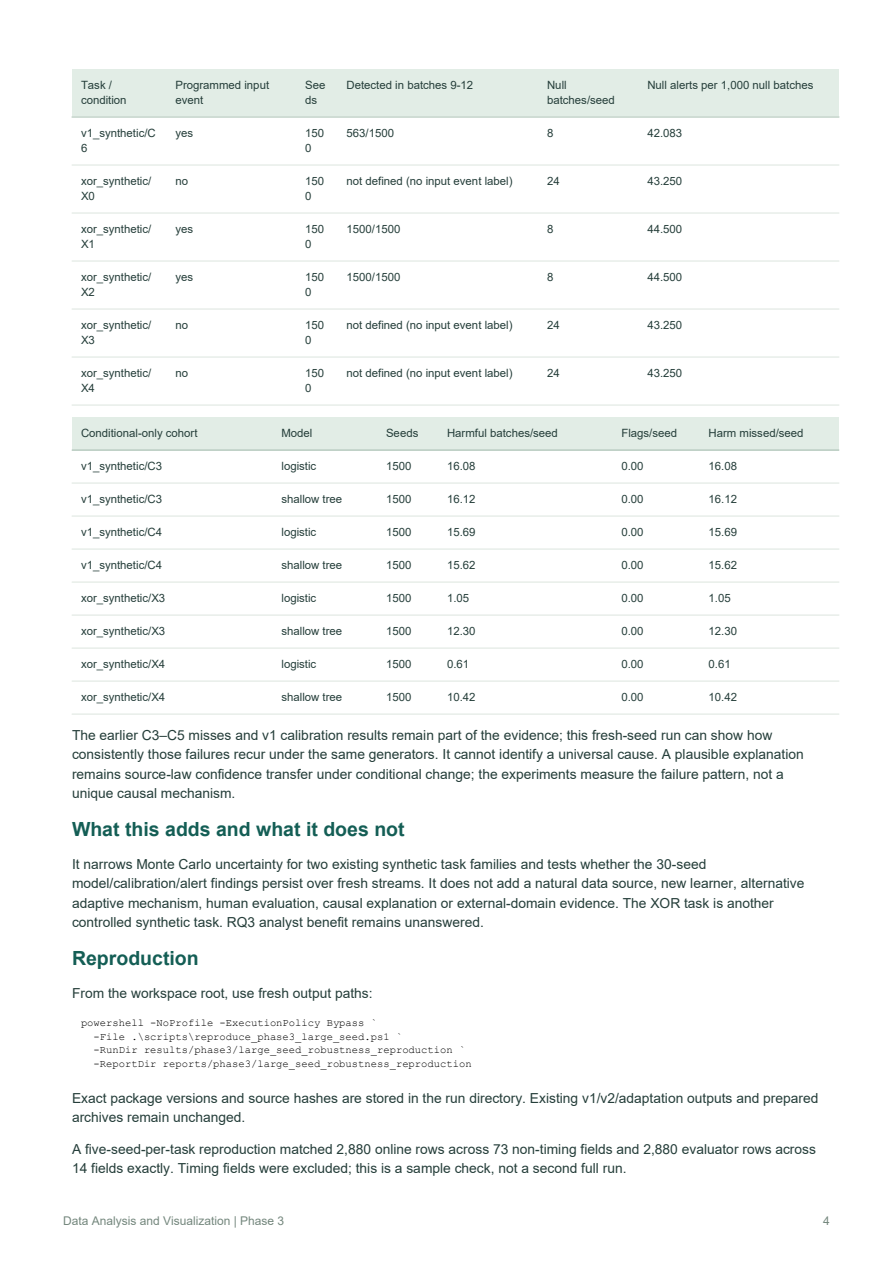 Task / condition Programmed input event Seeds Detected in batches 9-12 Null batches/seed Null alerts per 1,000 null batches
v1_synthetic/C6 yes 1500 563/1500 8 42.083
xor_synthetic/X0 no 1500 not defined (no input event label) 24 43.250
xor_synthetic/X1 yes 1500 1500/1500 8 44.500
xor_synthetic/X2 yes 1500 1500/1500 8 44.500
xor_synthetic/X3 no 1500 not defined (no input event label) 24 43.250
xor_synthetic/X4 no 1500 not defined (no input event label) 24 43.250
Conditional-only cohort Model Seeds Harmful batches/seed Flags/seed Harm missed/seed
v1_synthetic/C3 logistic 1500 16.08 0.00 16.08
v1_synthetic/C3 shallow tree 1500 16.12 0.00 16.12
v1_synthetic/C4 logistic 1500 15.69 0.00 15.69
v1_synthetic/C4 shallow tree 1500 15.62 0.00 15.62
xor_synthetic/X3 logistic 1500 1.05 0.00 1.05
xor_synthetic/X3 shallow tree 1500 12.30 0.00 12.30
xor_synthetic/X4 logistic 1500 0.61 0.00 0.61
xor_synthetic/X4 shallow tree 1500 10.42 0.00 10.42
The earlier C3–C5 misses and v1 calibration results remain part of the evidence; this fresh-seed run can show how
consistently those failures recur under the same generators. It cannot identify a universal cause. A plausible explanation
remains source-law confidence transfer under conditional change; the experiments measure the failure pattern, not a
unique causal mechanism.
What this adds and what it does not
It narrows Monte Carlo uncertainty for two existing synthetic task families and tests whether the 30-seed
model/calibration/alert findings persist over fresh streams. It does not add a natural data source, new learner, alternative
adaptive mechanism, human evaluation, causal explanation or external-domain evidence. The XOR task is another
controlled synthetic task. RQ3 analyst benefit remains unanswered.
Reproduction
From the workspace root, use fresh output paths:
powershell -NoProfile -ExecutionPolicy Bypass `
-File .\scripts\reproduce_phase3_large_seed.ps1 `
-RunDir results/phase3/large_seed_robustness_reproduction `
-ReportDir reports/phase3/large_seed_robustness_reproduction
Exact package versions and source hashes are stored in the run directory. Existing v1/v2/adaptation outputs and prepared
archives remain unchanged.
A five-seed-per-task reproduction matched 2,880 online rows across 73 non-timing fields and 2,880 evaluator rows across
14 fields exactly. Timing fields were excluded; this is a sample check, not a second full run.
Data Analysis and Visualization | Phase 3 4